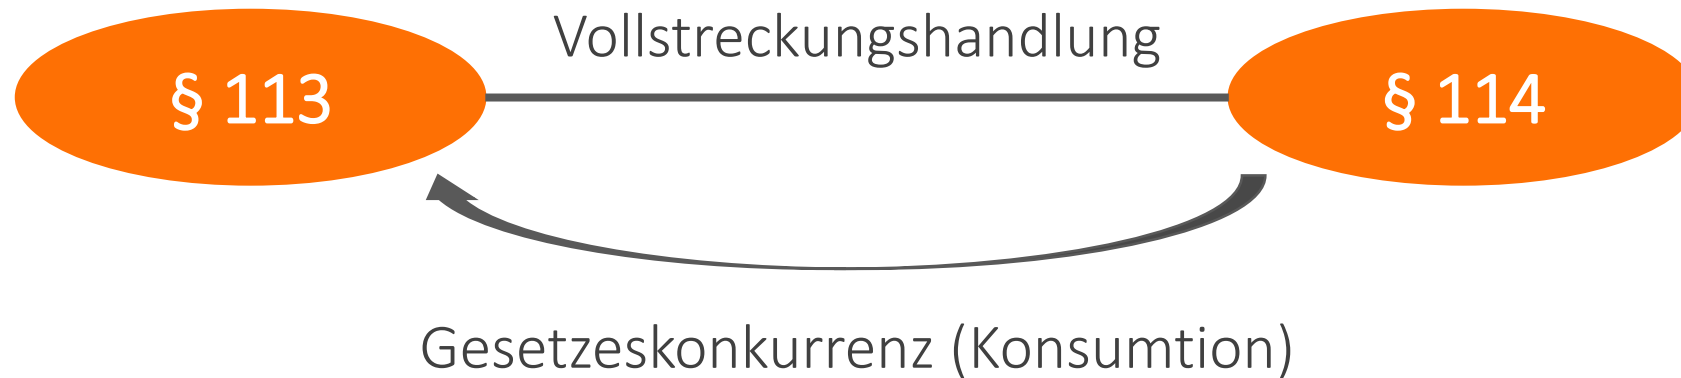 Vollstreckungshandlung
§ 113
§ 114
Gesetzeskonkurrenz (Konsumtion)